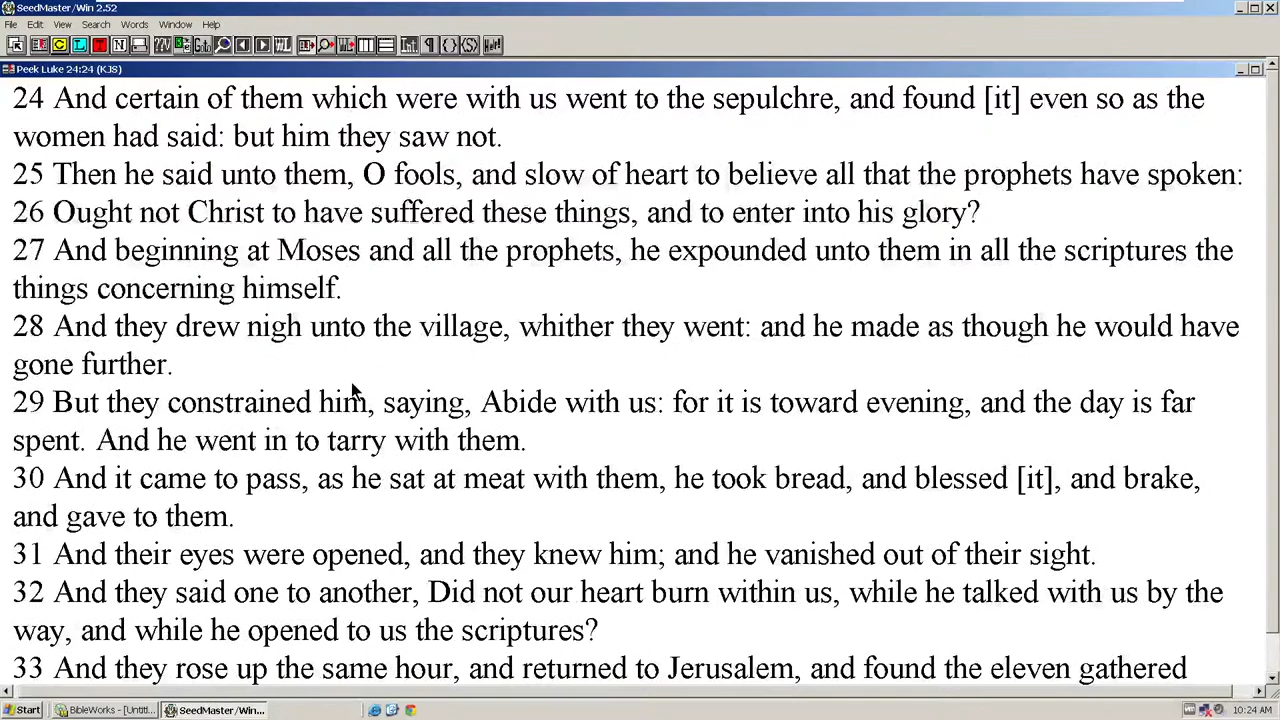 SeedMaster/Win 2.52
File Edit View Search Words Window Help
Peek Luke 24:24 (KJS)
24 And certain of them which were with us went to the sepulchre, and found [it] even so as the
women had said: but him they saw not.
25 Then he said unto them, O fools, and slow of heart to believe all that the prophets have spoken:
26 Ought not Christ to have suffered these things, and to enter into his glory?
27 And beginning at Moses and all the prophets, he expounded unto them in all the scriptures the
things concerning himself.
28 And they drew nigh unto the village, whither they went: and he made as though he would have
gone further.
29 But they constrained him, saying, Abide with us: for it is toward evening, and the day is far
spent. And he went in to tarry with them.
30 And it came to pass, as he sat at meat with them, he took bread, and blessed [it], and brake,
and gave to them.
31 And their eyes were opened, and they knew him; and he vanished out of their sight.
32 And they said one to another, Did not our heart burn within us, while he talked with us by the
way, and while he opened to us the scriptures?
33 And they rose up the same hour, and returned to Jerusalem, and found the eleven gathered
Start BibleWorks - [Untitl... SeedMaster/Win... 10:24 AM